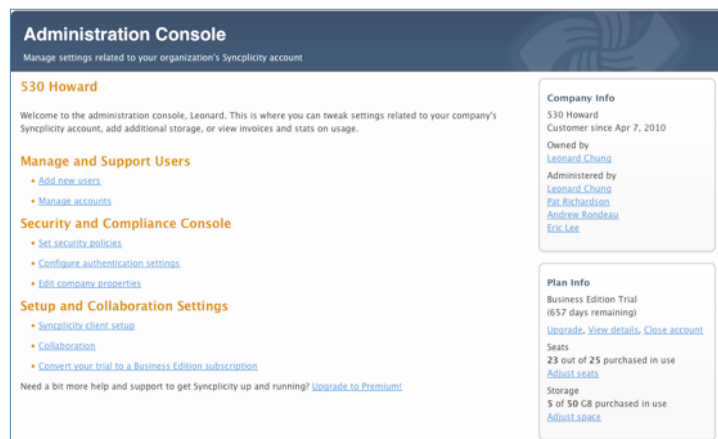 Administration Console
Manage settings related to your organization's Syncplicity account
530 Howard
Welcome to the administration console, Leonard. This is where you can tweak settings related to your company's
Syncplicity account, add additional storage, or view invoices and stats on usage.
Manage and Support Users
Add new users
Manage accounts
Security and Compliance Console
Set security policies
Configure authentication settings
Edit company properties
Setup and Collaboration Settings
Syncplicity client setup
Collaboration
Convert your trial to a Business Edition subscription
Need a bit more help and support to get Syncplicity up and running? Upgrade to Premium!
Company Info
530 Howard
Customer since Apr 7, 2010
Owned by
Leonard Chung
Administered by
Leonard Chung
Pat Richardson
Andrew Rondeau
Eric Lee
Plan Info
Business Edition Trial
(657 days remaining)
Upgrade, View details, Close account
Seats
23 out of 25 purchased in use
Adjust seats
Storage
5 of 50 GB purchased in use
Adjust space